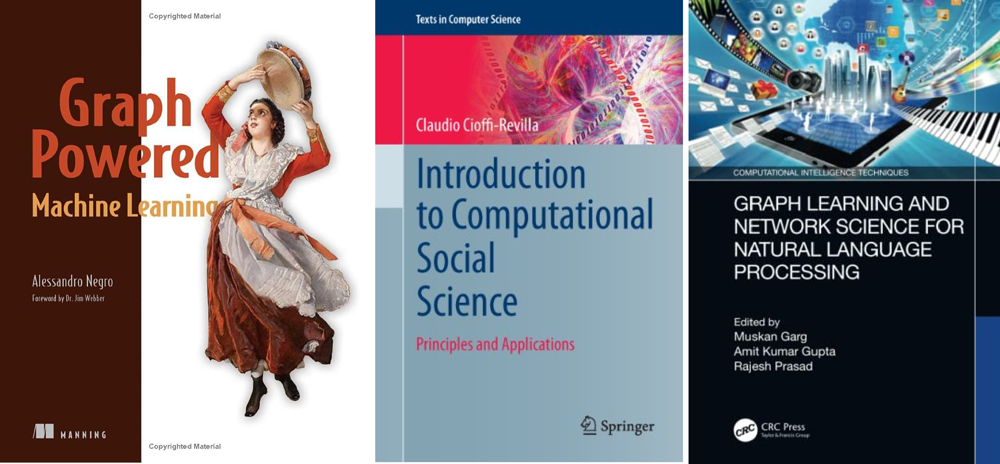 Copyrighted Material
Graph
Powered
Machine Learning
Alessandro Negro
Foreword by Dr. Jim Webber
MANNING
Copyrighted Material
Texts in Computer Science
Claudio Cioffi-Revilla
Introduction
to Computational
Social
Science
Principles and Applications
Springer
COMPUTATIONAL INTELLIGENCE TECHNIQUES
GRAPH LEARNING AND
NETWORK SCIENCE FOR
NATURAL LANGUAGE
PROCESSING
Edited by
Muskan Garg
Amit Kumar Gupta
Rajesh Prasad
CRC
CRC Press
Taylor & Francis Group